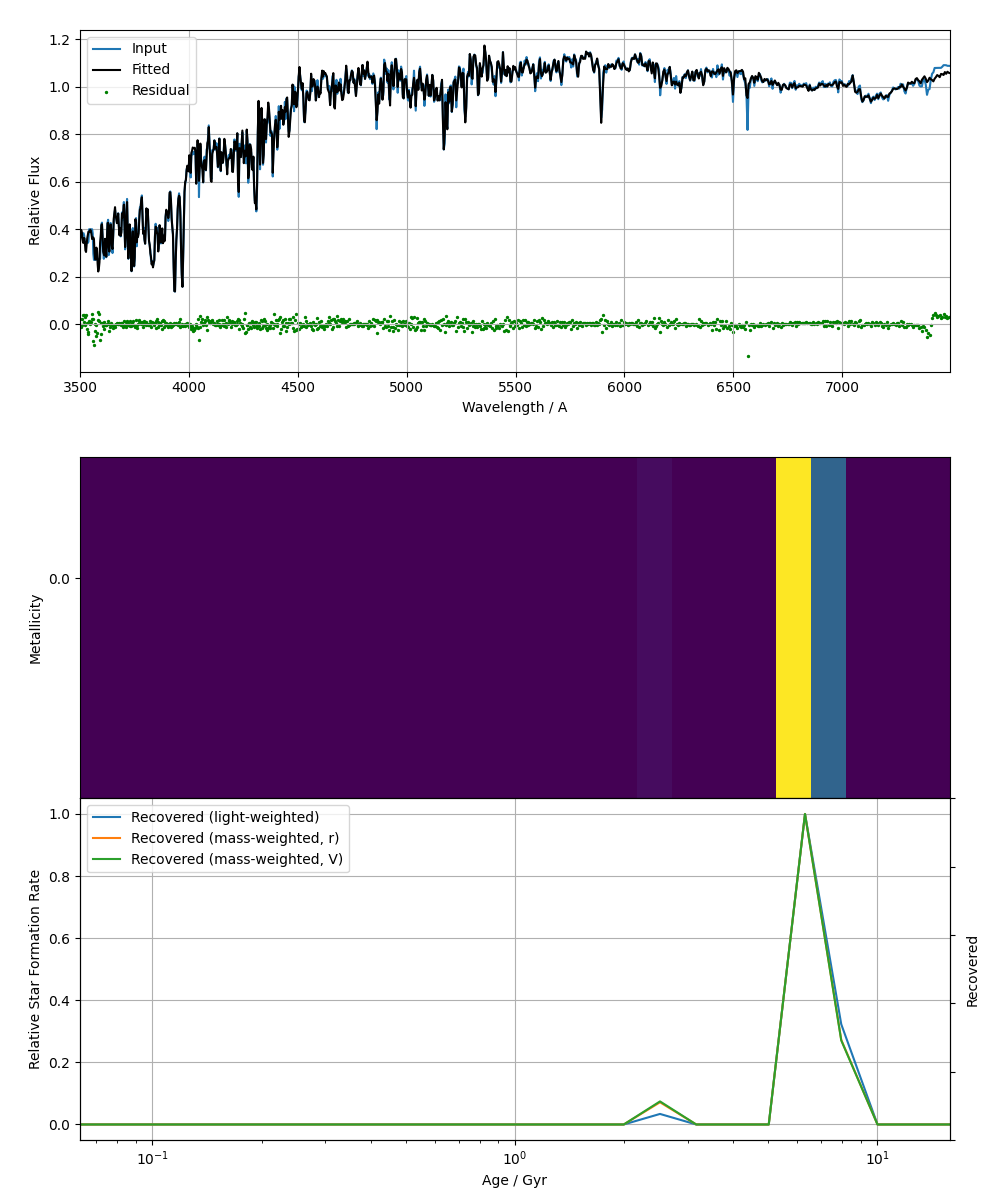 1.2
1.0
0.8
0.6
0.4
0.2
0.0
Relative Flux
Input
Fitted
Residual
3500 4000 4500 5000 5500 6000 6500 7000
Wavelength / A
0.0
Metallicity
1.0
0.8
0.6
0.4
0.2
0.0
Relative Star Formation Rate
Recovered (light-weighted)
Recovered (mass-weighted, r)
Recovered (mass-weighted, V)
Recovered
10⁻¹ 10⁰ 10¹
Age / Gyr